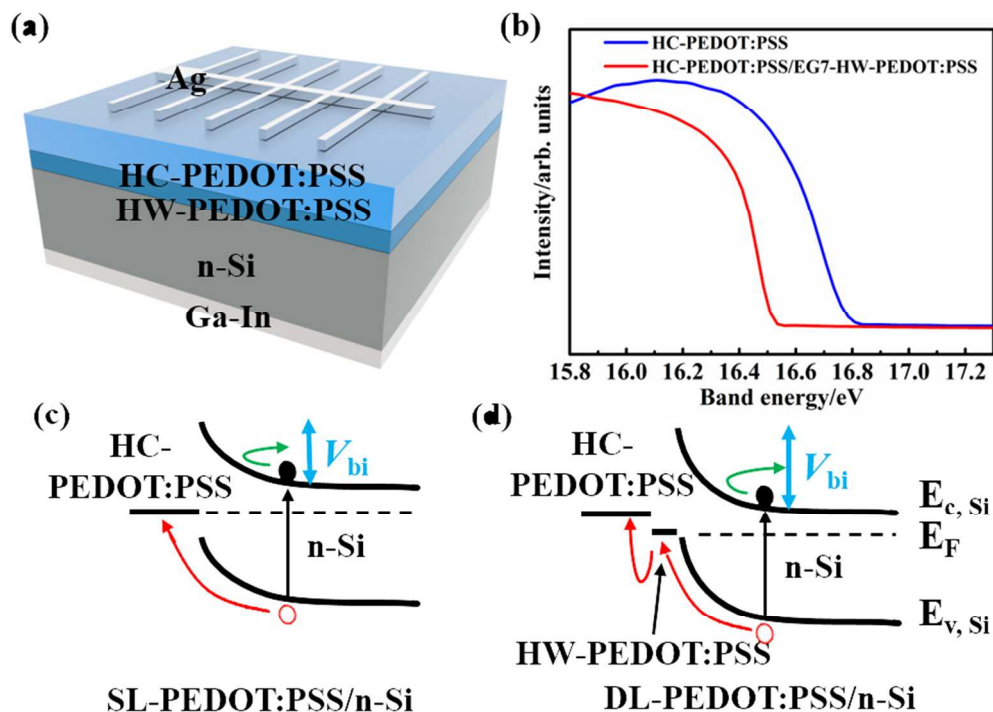 (a)
Ag
HC-PEDOT:PSS
HW-PEDOT:PSS
n-Si
Ga-In
(b)
HC-PEDOT:PSS
HC-PEDOT:PSS/EG7-HW-PEDOT:PSS
Intensity/arb. units
15.8 16.0 16.2 16.4 16.6 16.8 17.0 17.2
Band energy/eV
(c)
HC-
PEDOT:PSS
Vbi
n-Si
SL-PEDOT:PSS/n-Si
(d)
HC-
PEDOT:PSS
Vbi
Ec, Si
EF
n-Si
Ev, Si
HW-PEDOT:PSS
DL-PEDOT:PSS/n-Si